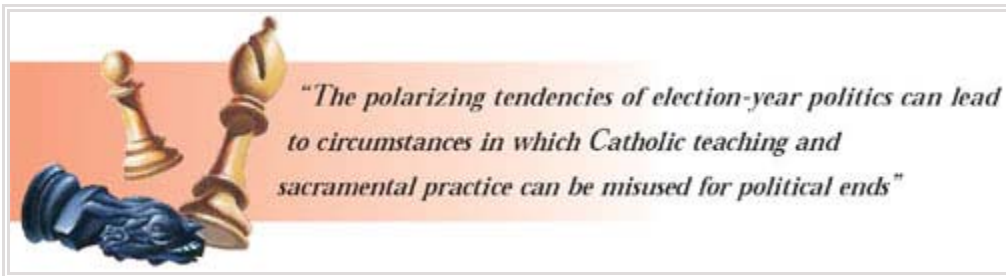 “The polarizing tendencies of election-year politics can lead
to circumstances in which Catholic teaching and
sacramental practice can be misused for political ends”